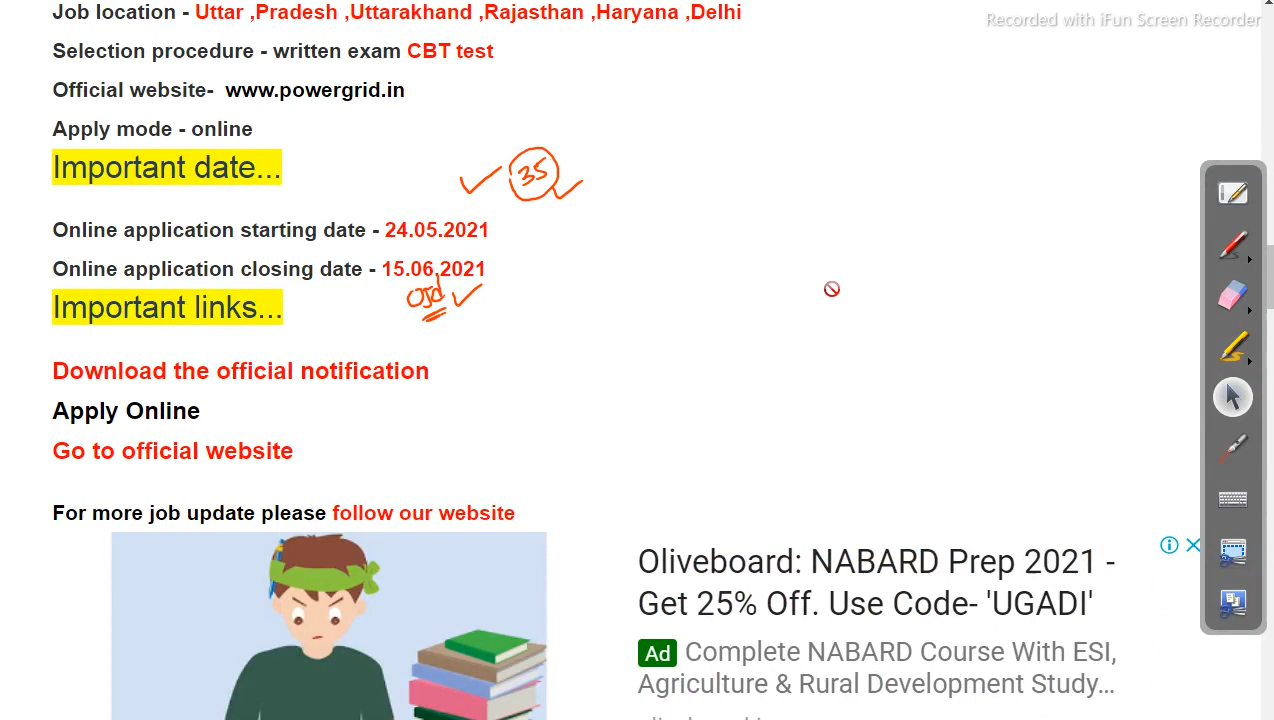 Job location - Uttar ,Pradesh ,Uttarakhand ,Rajasthan ,Haryana ,Delhi
Recorded with iFun Screen Recorder
Selection procedure - written exam CBT test
Official website- www.powergrid.in
Apply mode - online
Important date...
35
Online application starting date - 24.05.2021
Online application closing date - 15.06.2021
Important links...
Download the official notification
Apply Online
Go to official website
For more job update please follow our website
Oliveboard: NABARD Prep 2021 -
Get 25% Off. Use Code- 'UGADI'
Ad Complete NABARD Course With ESI,
Agriculture & Rural Development Study...